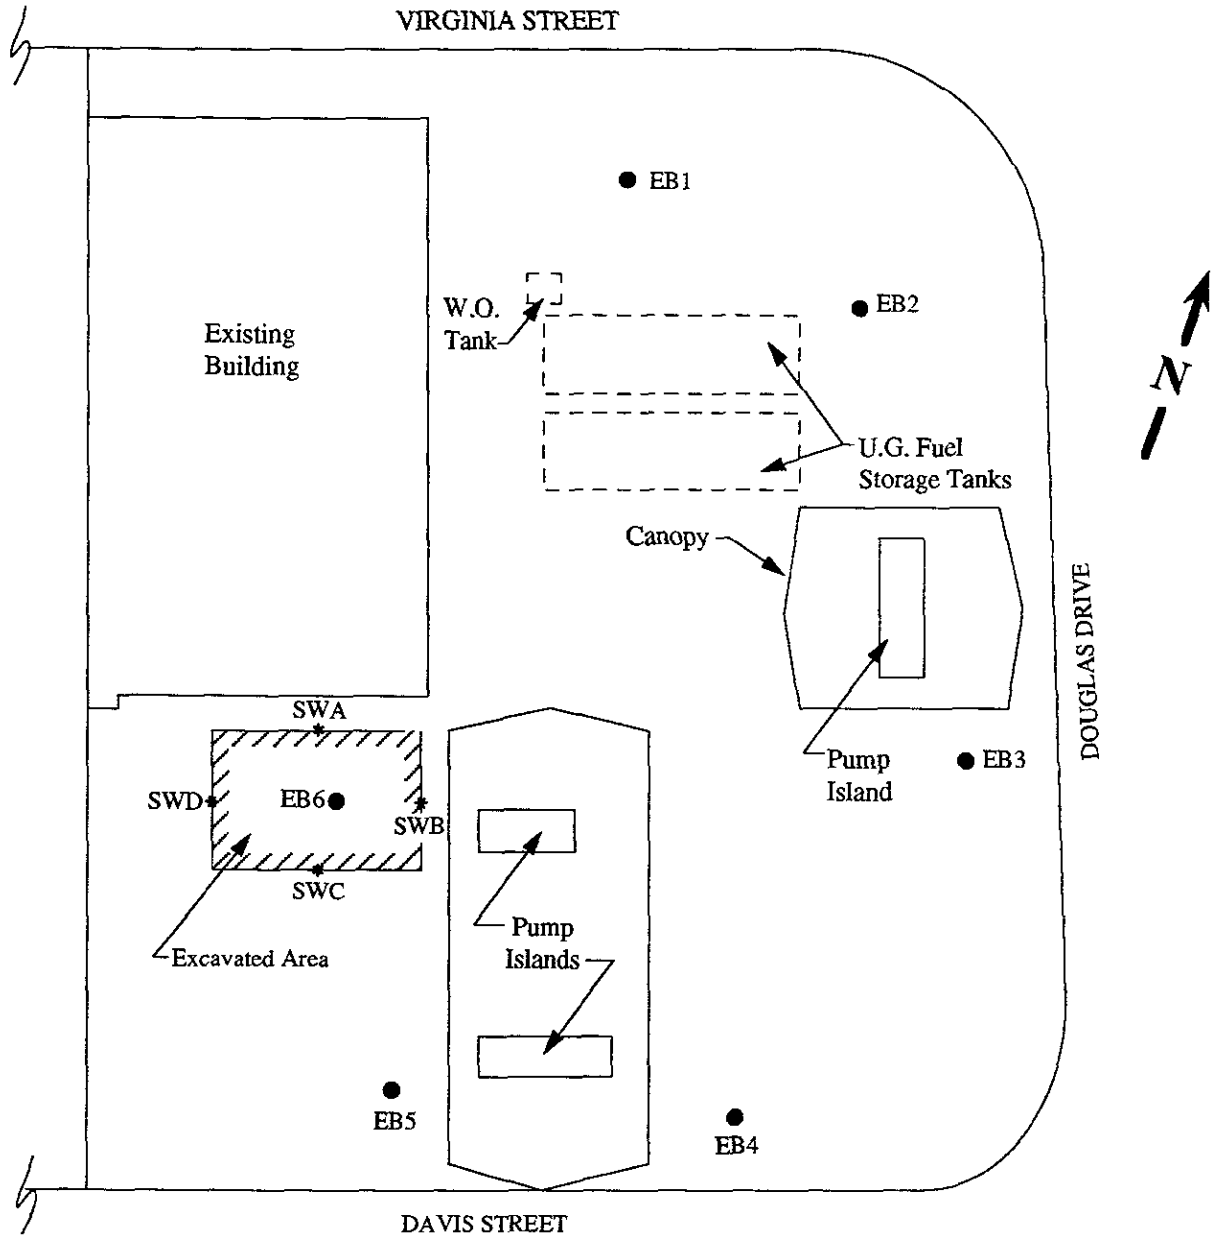 VIRGINIA STREET
EB1
EB2
W.O.
Tank
Existing
Building
N
U.G. Fuel
Storage Tanks
Canopy
DOUGLAS DRIVE
SWA
Pump
Island
EB3
SWD
EB6
SWB
SWC
Pump
Islands
Excavated Area
EB5
EB4
DAVIS STREET